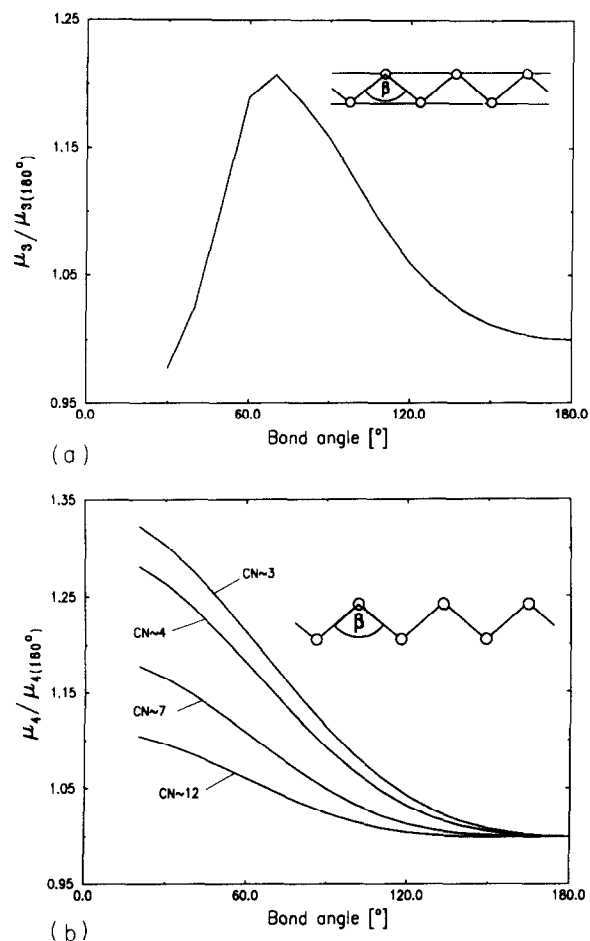 1.25
1.15
1.05
0.95
μ₃/μ₃(180°)
β
0.0 60.0 120.0 180.0
Bond angle [°]
(a)
1.35
1.25
1.15
1.05
0.95
μ₄/μ₄(180°)
CN~3
CN~4
CN~7
CN~12
β
0.0 60.0 120.0 180.0
Bond angle [°]
(b)